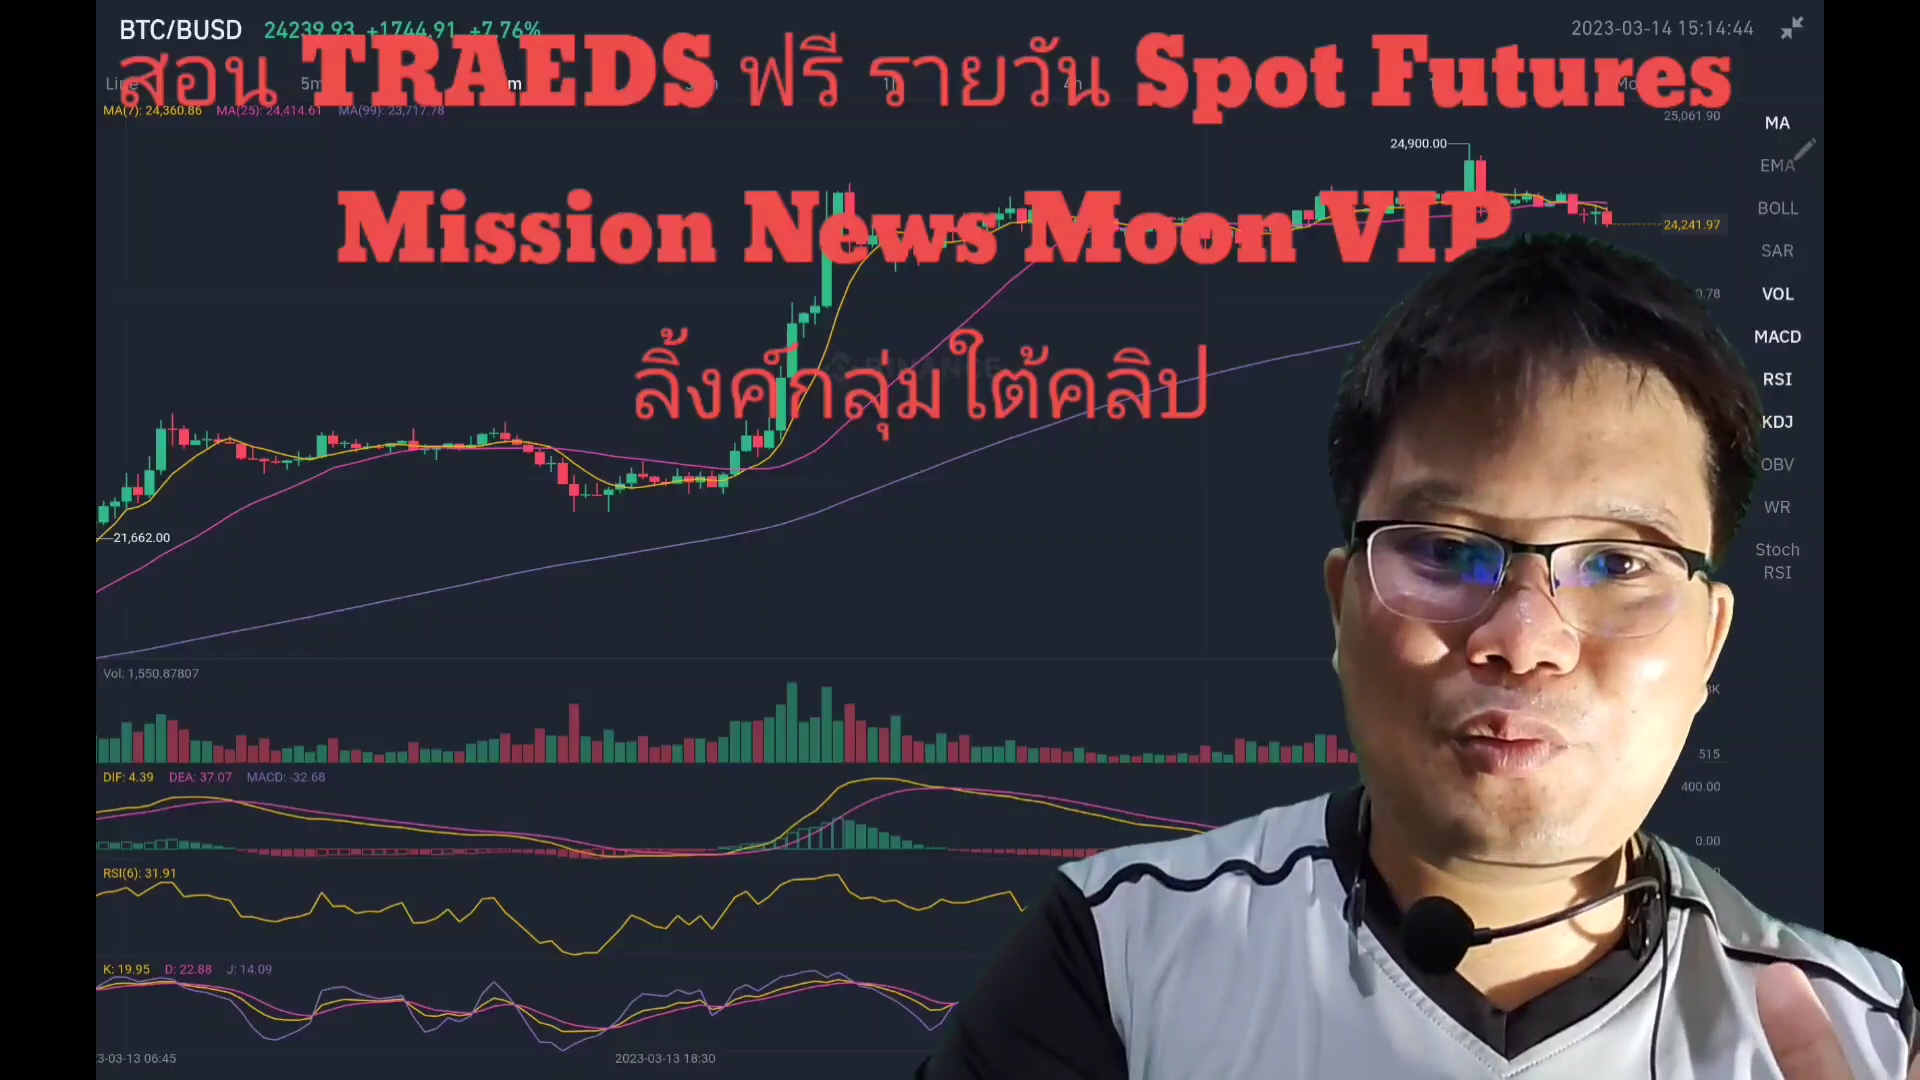 BTC/BUSD 24239.93 +1744.91 +7.76% 2023-03-14 15:14:44
สอน TRAEDS ฟรี รายวัน Spot Futures
MA(7): 24,360.86 MA(25): 24,414.61 MA(99): 23,717.78
25,061.90
MA
24,900.00
EMA
Mission News Moon VIP
BOLL
24,241.97
SAR
VOL
MACD
ลิ้งค์กลุ่มใต้คลิป
BINANCE
RSI
KDJ
OBV
WR
21,662.00
Stoch
RSI
Vol: 1,550.87807
515
DIF: 4.39 DEA: 37.07 MACD: -32.68
400.00
0.00
RSI(6): 31.91
K: 19.95 D: 22.88 J: 14.09
3-03-13 06:45 2023-03-13 18:30